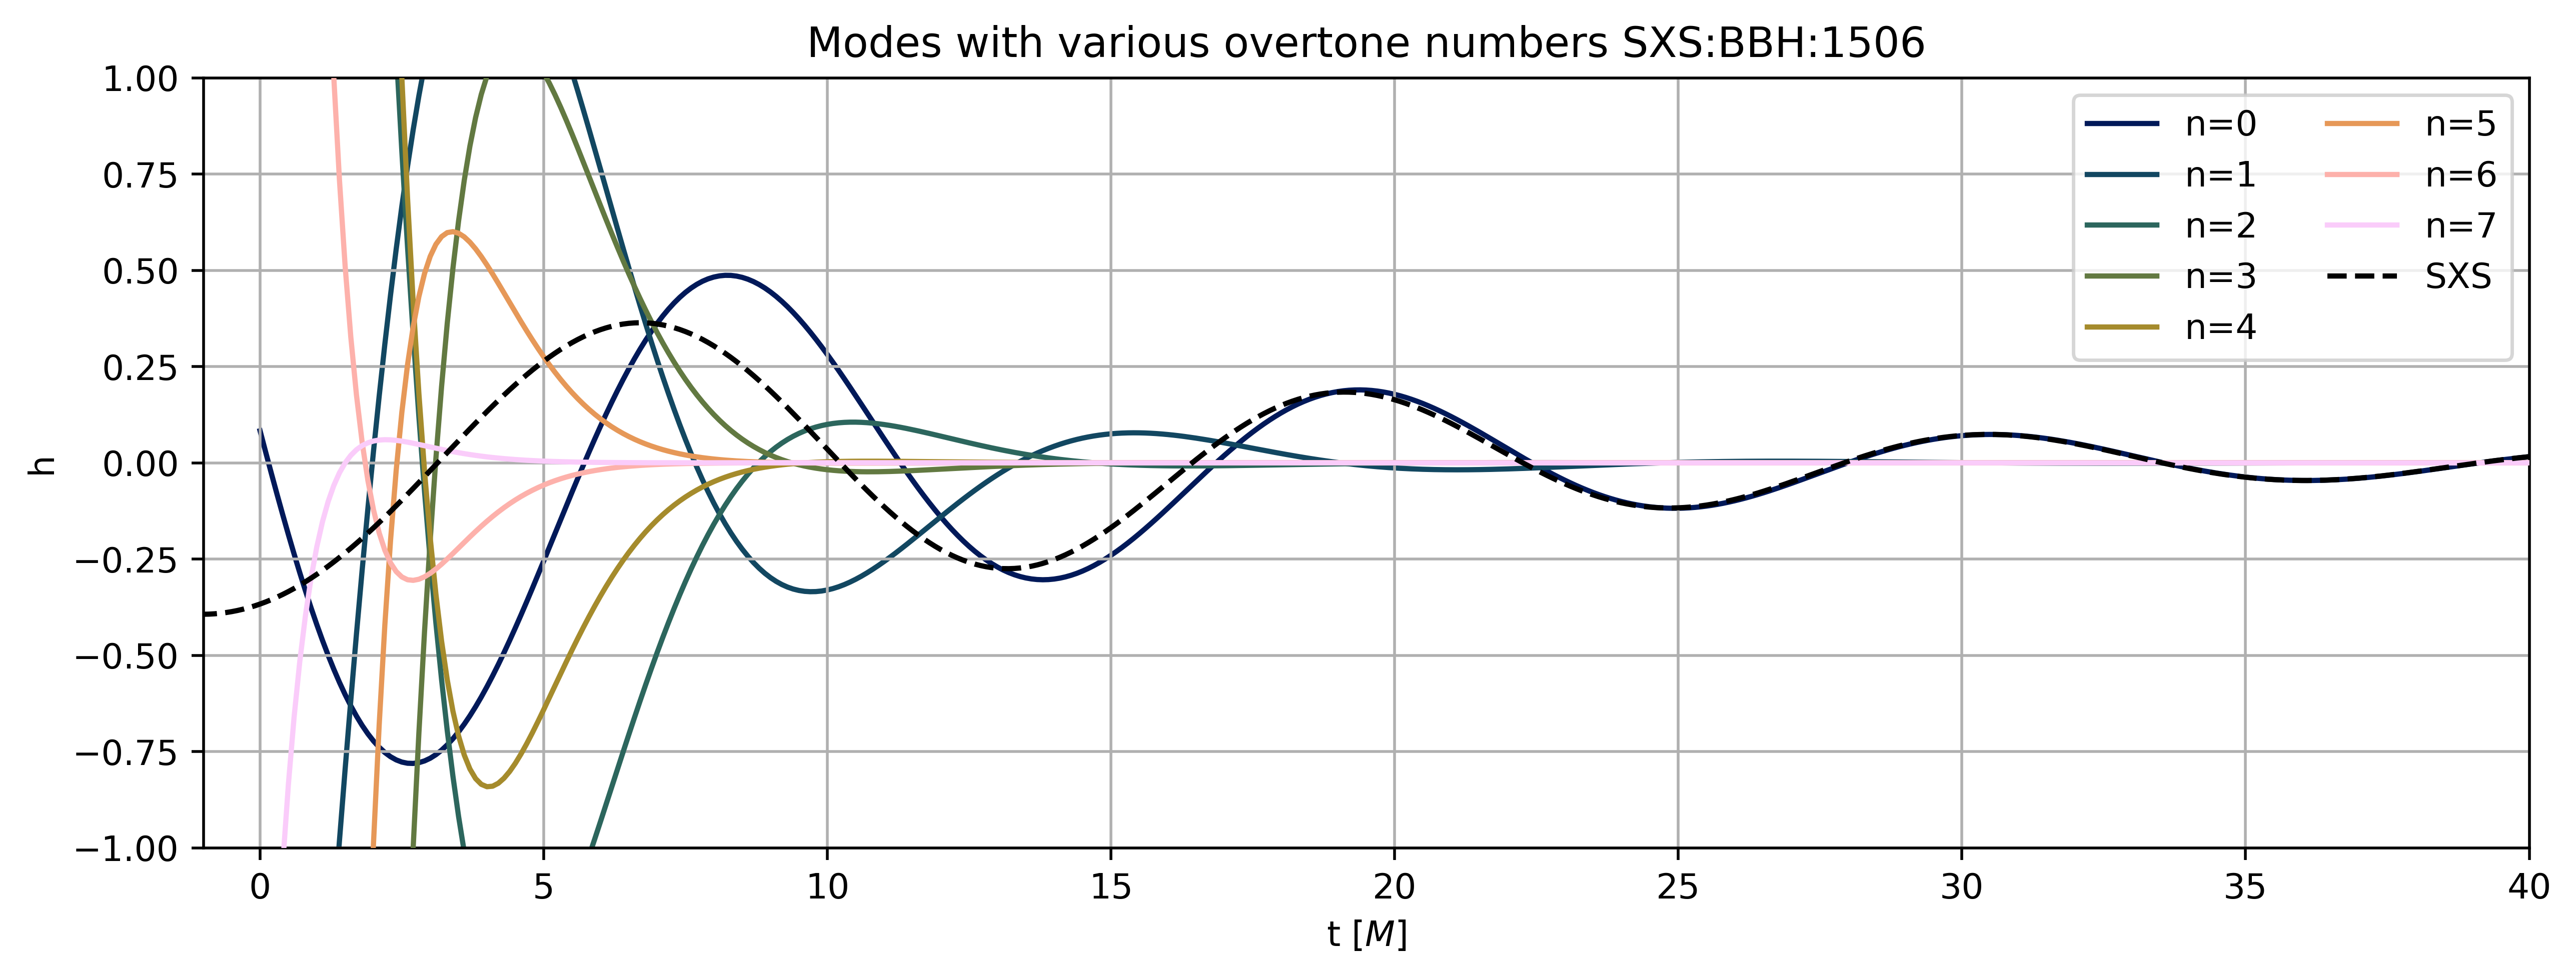 Modes with various overtone numbers SXS:BBH:1506
h
1.00
0.75
0.50
0.25
0.00
−0.25
−0.50
−0.75
−1.00
n=0
n=1
n=2
n=3
n=4
n=5
n=6
n=7
SXS
0 5 10 15 20 25 30 35 40
t [M]